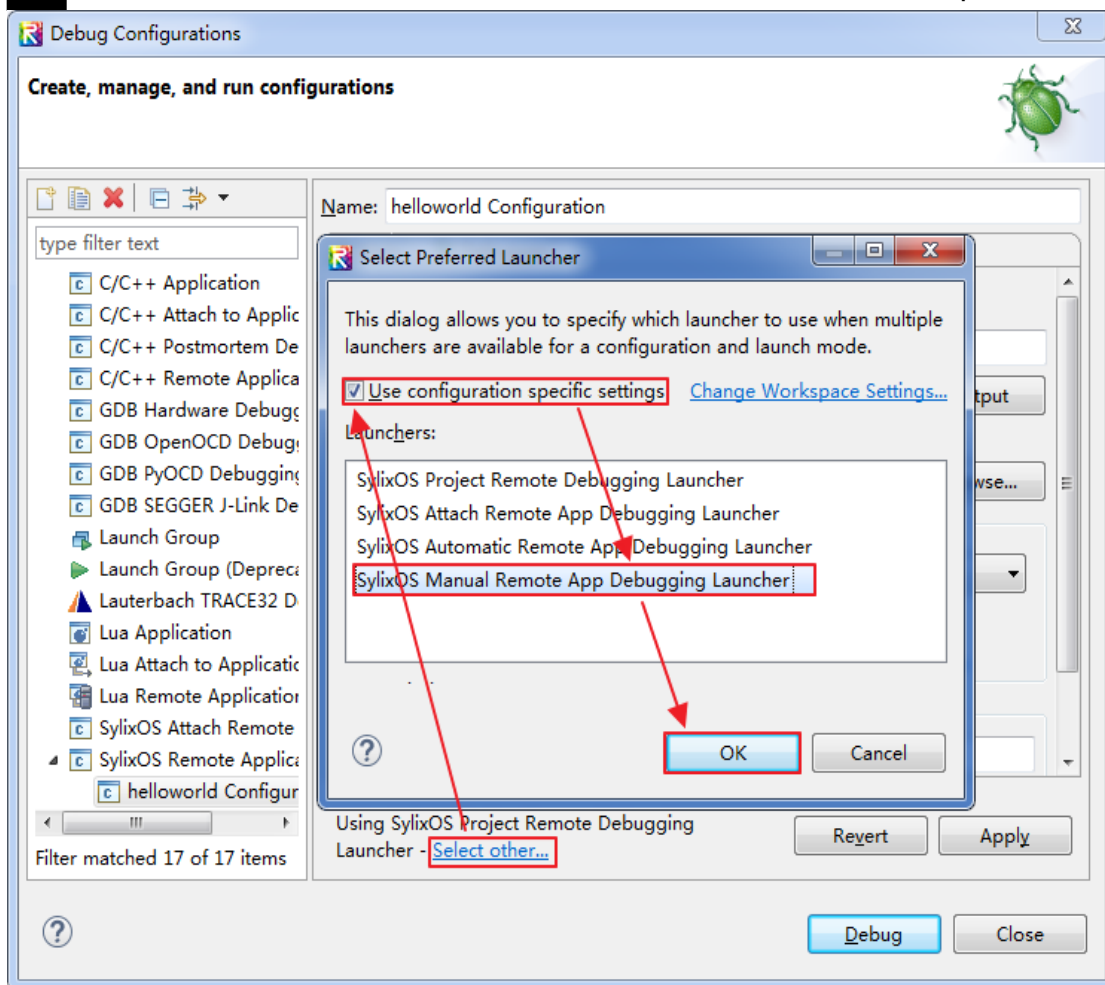 Debug Configurations
Create, manage, and run configurations
Name: helloworld Configuration
type filter text
C/C++ Application
C/C++ Attach to Applic
C/C++ Postmortem De
C/C++ Remote Applica
GDB Hardware Debugg
GDB OpenOCD Debug
GDB PyOCD Debugging
GDB SEGGER J-Link De
Launch Group
Launch Group (Depreca
Lauterbach TRACE32 D
Lua Application
Lua Attach to Applicatic
Lua Remote Application
SylixOS Attach Remote
SylixOS Remote Applica
helloworld Configur
Filter matched 17 of 17 items
Select Preferred Launcher
This dialog allows you to specify which launcher to use when multiple
launchers are available for a configuration and launch mode.
Use configuration specific settings Change Workspace Settings...
Launchers:
SylixOS Project Remote Debugging Launcher
SylixOS Attach Remote App Debugging Launcher
SylixOS Automatic Remote App Debugging Launcher
SylixOS Manual Remote App Debugging Launcher
OK Cancel
tput
wse...
Using SylixOS Project Remote Debugging
Launcher - Select other...
Revert Apply
Debug Close